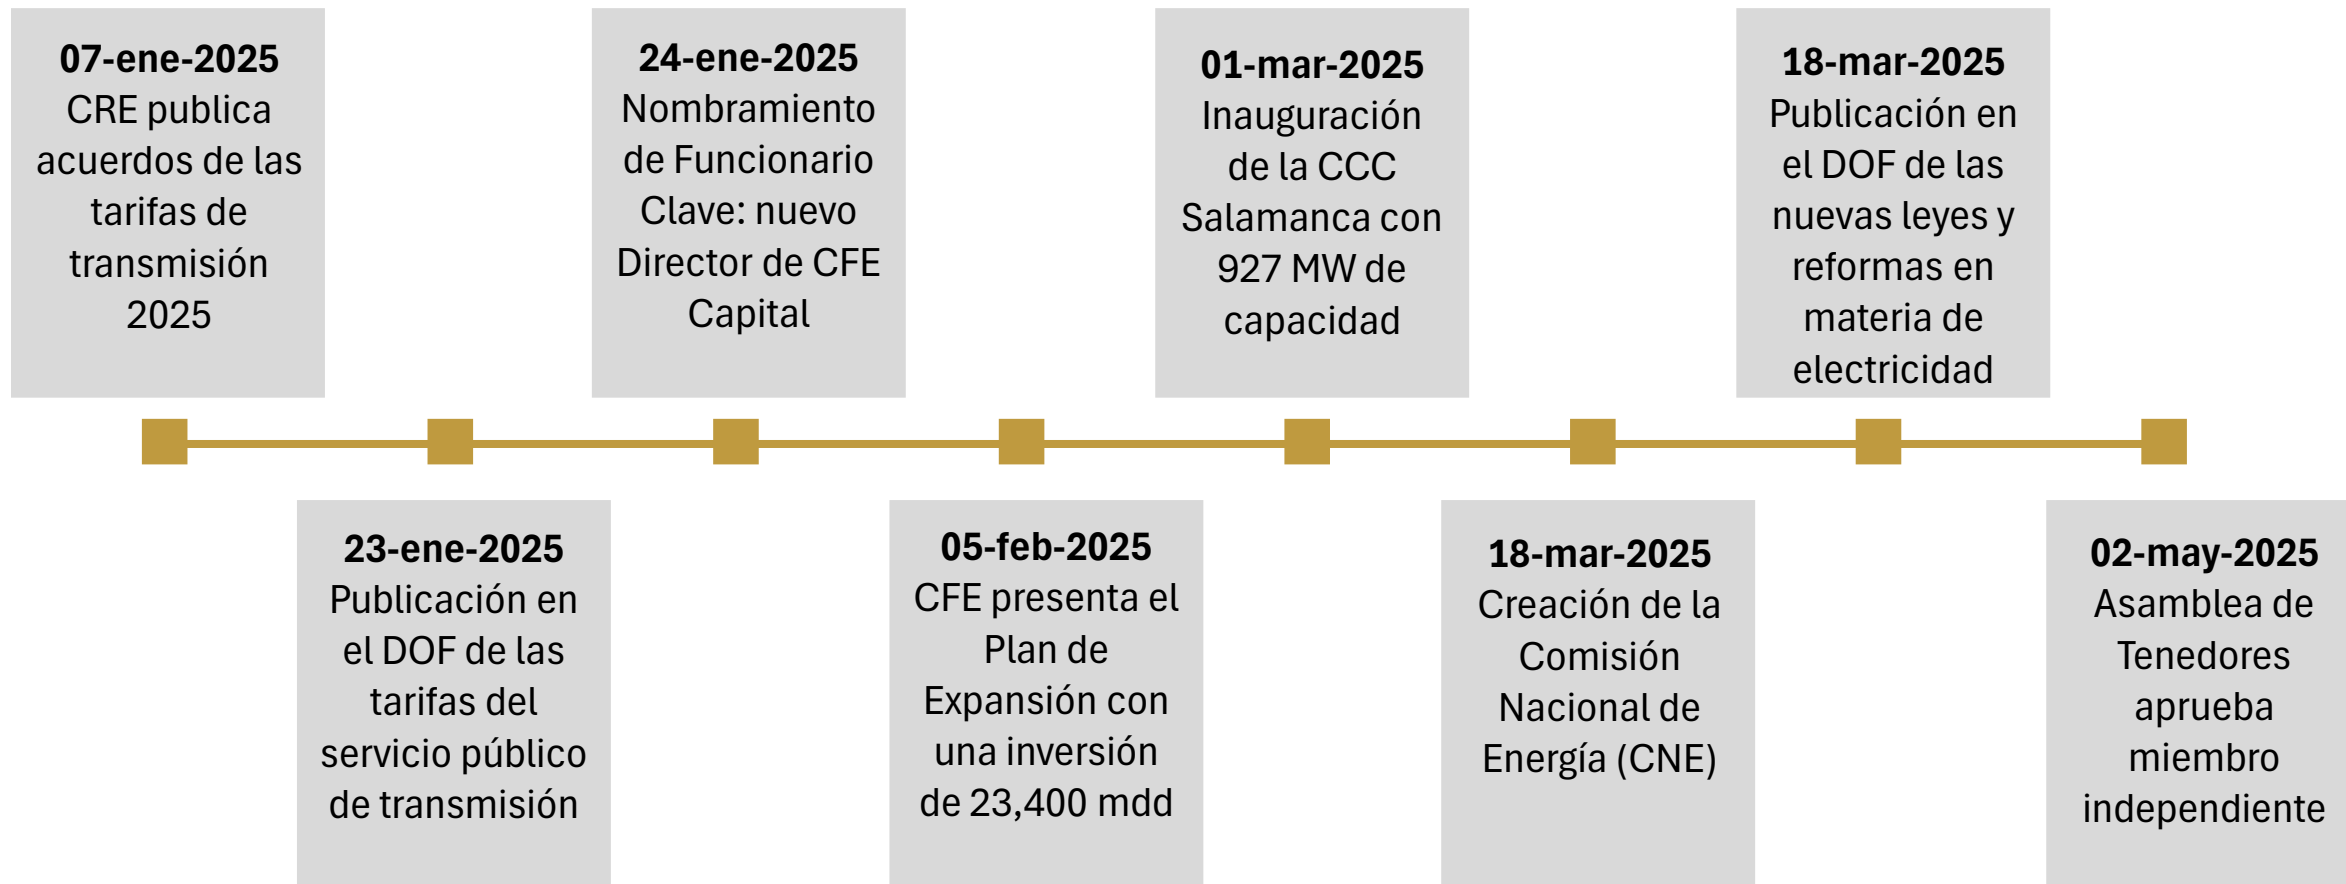 07-ene-2025
CRE publica
acuerdos de las
tarifas de
transmisión
2025
23-ene-2025
Publicación en
el DOF de las
tarifas del
servicio público
de transmisión
24-ene-2025
Nombramiento
de Funcionario
Clave: nuevo
Director de CFE
Capital
05-feb-2025
CFE presenta el
Plan de
Expansión con
una inversión
de 23,400 mdd
01-mar-2025
Inauguración
de la CCC
Salamanca con
927 MW de
capacidad
18-mar-2025
Creación de la
Comisión
Nacional de
Energía (CNE)
18-mar-2025
Publicación en
el DOF de las
nuevas leyes y
reformas en
materia de
electricidad
02-may-2025
Asamblea de
Tenedores
aprueba
miembro
independiente